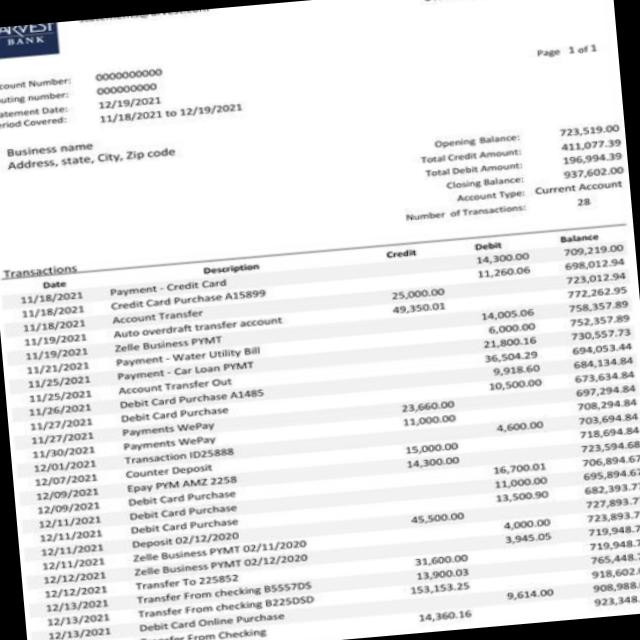 ARVEST
BANK
Page 1 of 1
count Number: 0000000000
uting number: 000000000
atement Date: 12/19/2021
eriod Covered: 11/18/2021 to 12/19/2021
Business name
Address, state, City, Zip code
Opening Balance: 723,519.00
Total Credit Amount: 411,077.39
Total Debit Amount: 196,994.39
Closing Balance: 937,602.00
Account Type: Current Account
Number of Transactions: 28
Transactions
Date Description Credit Debit Balance
11/18/2021 Payment - Credit Card 14,300.00 709,219.00
11/18/2021 Credit Card Purchase A15899 11,260.06 698,012.94
11/18/2021 Account Transfer 25,000.00 723,012.94
11/19/2021 Auto overdraft transfer account 49,350.01 772,262.95
11/19/2021 Zelle Business PYMT 14,005.06 758,357.89
11/21/2021 Payment - Water Utility Bill 6,000.00 752,357.89
11/25/2021 Payment - Car Loan PYMT 21,800.16 730,557.73
11/25/2021 Account Transfer Out 36,504.29 694,053.44
11/26/2021 Debit Card Purchase A1485 9,918.60 684,134.84
11/27/2021 Debit Card Purchase 10,500.00 673,634.84
11/27/2021 Payments WePay 23,660.00 697,294.84
11/30/2021 Payments WePay 11,000.00 708,294.84
12/01/2021 Transaction ID25888 4,600.00 703,694.84
12/07/2021 Counter Deposit 15,000.00 718,694.84
12/09/2021 Epay PYM AMZ 2258 14,300.00 723,594.68
12/09/2021 Debit Card Purchase 16,700.01 706,894.67
12/11/2021 Debit Card Purchase 11,000.00 695,894.67
12/11/2021 Debit Card Purchase 13,500.90 682,393.7
12/11/2021 Deposit 02/12/2020 45,500.00 727,893.7
12/11/2021 Zelle Business PYMT 02/11/2020 4,000.00 723,893.7
12/12/2021 Zelle Business PYMT 02/12/2020 3,945.05 719,948.7
12/12/2021 Transfer To 225852 31,600.00 719,948.7
12/13/2021 Transfer From checking B5557DS 13,900.03 765,448.7
12/13/2021 Transfer From checking B225DSD 153,153.25 918,602.
12/13/2021 Debit Card Online Purchase 9,614.00 908,988.
Transfer From Checking 14,360.16 923,348.